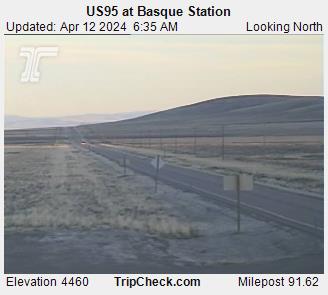 US95 at Basque Station
Updated: Apr 12 2024 6:35 AM Looking North
Elevation 4460 TripCheck.com Milepost 91.62